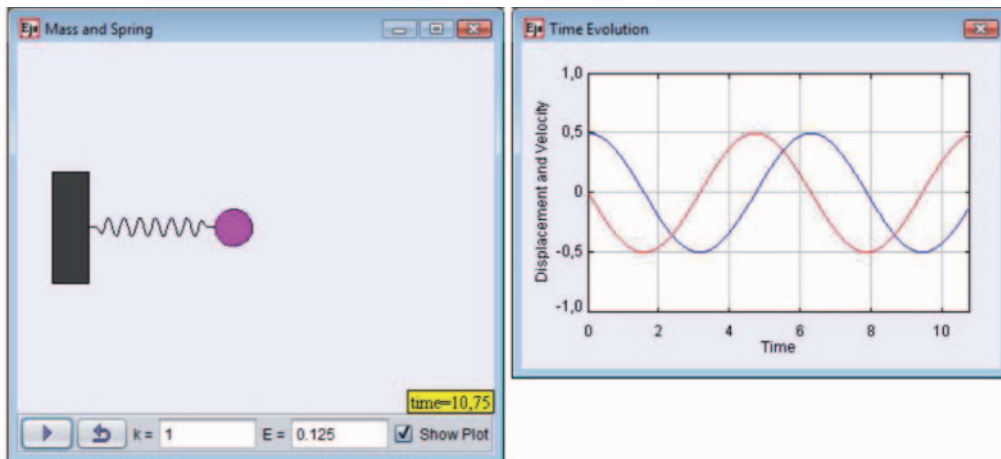 Ejs Mass and Spring
time=10,75
k = 1 E = 0.125 Show Plot
Ejs Time Evolution
Displacement and Velocity
1,0
0,5
0
-0,5
-1,0
0 2 4 6 8 10
Time